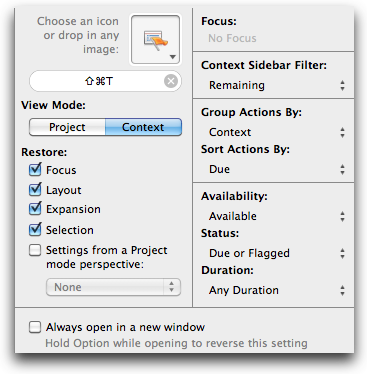 Choose an icon
or drop in any
image:
⇧⌘T
View Mode:
Project
Context
Restore:
Focus
Layout
Expansion
Selection
Settings from a Project
mode perspective:
None
Focus:
No Focus
Context Sidebar Filter:
Remaining
Group Actions By:
Context
Sort Actions By:
Due
Availability:
Available
Status:
Due or Flagged
Duration:
Any Duration
Always open in a new window
Hold Option while opening to reverse this setting